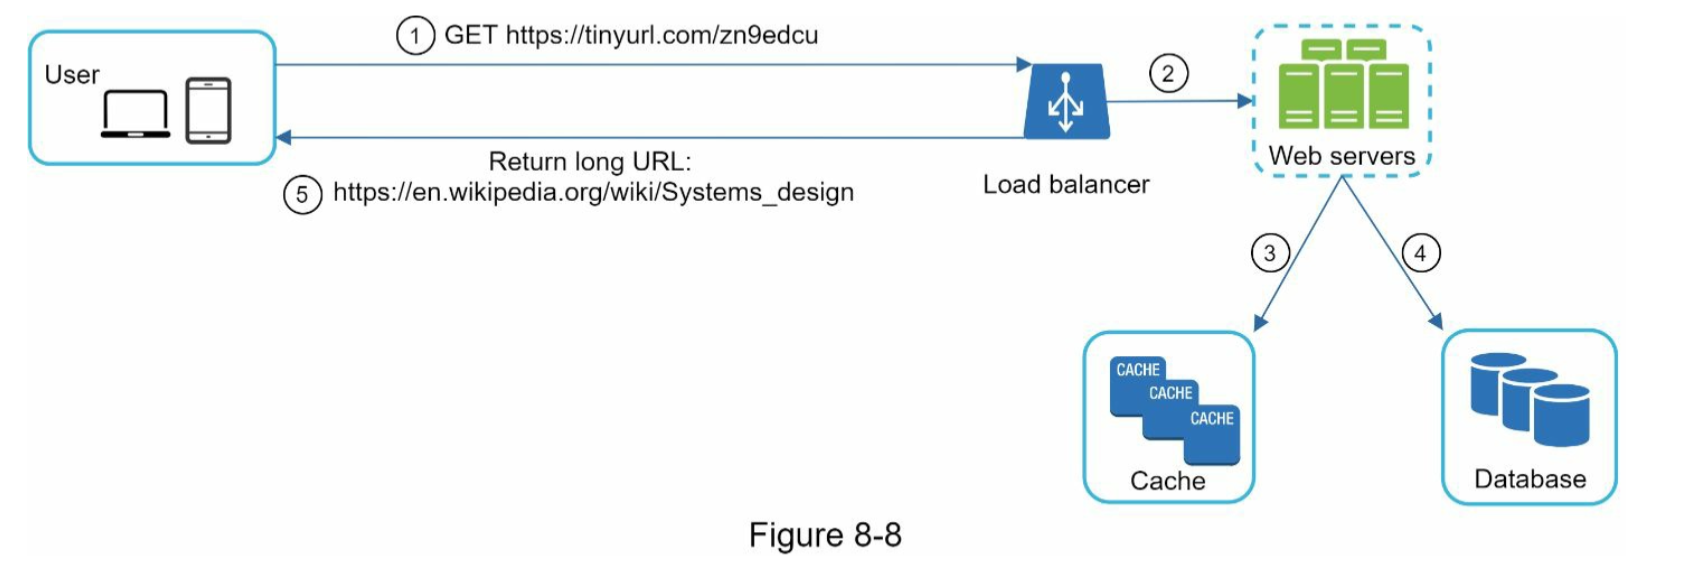 User
1 GET https://tinyurl.com/zn9edcu
2
Web servers
Return long URL:
5 https://en.wikipedia.org/wiki/Systems_design
Load balancer
3
4
CACHE
CACHE
CACHE
Cache
Database
Figure 8-8